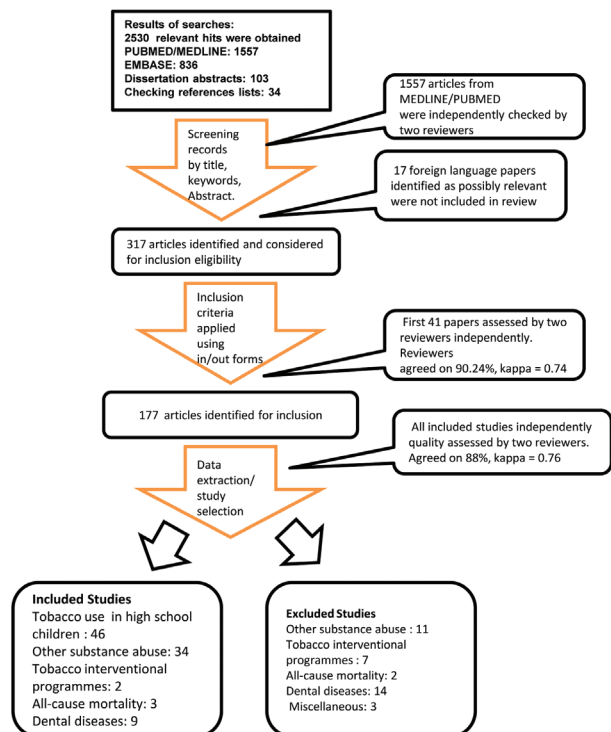 Results of searches:
2530 relevant hits were obtained
PUBMED/MEDLINE: 1557
EMBASE: 836
Dissertation abstracts: 103
Checking references lists: 34
1557 articles from
MEDLINE/PUBMED
were independently checked by
two reviewers
Screening
records
by title,
keywords,
Abstract.
17 foreign language papers
identified as possibly relevant
were not included in review
317 articles identified and considered
for inclusion eligibility
Inclusion
criteria
applied
using
in/out forms
First 41 papers assessed by two
reviewers independently.
Reviewers
agreed on 90.24%, kappa = 0.74
177 articles identified for inclusion
All included studies independently
quality assessed by two reviewers.
Agreed on 88%, kappa = 0.76
Data
extraction/
study
selection
Included Studies
Tobacco use in high school
children : 46
Other substance abuse: 34
Tobacco interventional
programmes: 2
All-cause mortality: 3
Dental diseases: 9
Excluded Studies
Other substance abuse : 11
Tobacco interventional
programmes : 7
All-cause mortality: 2
Dental diseases: 14
Miscellaneous : 3